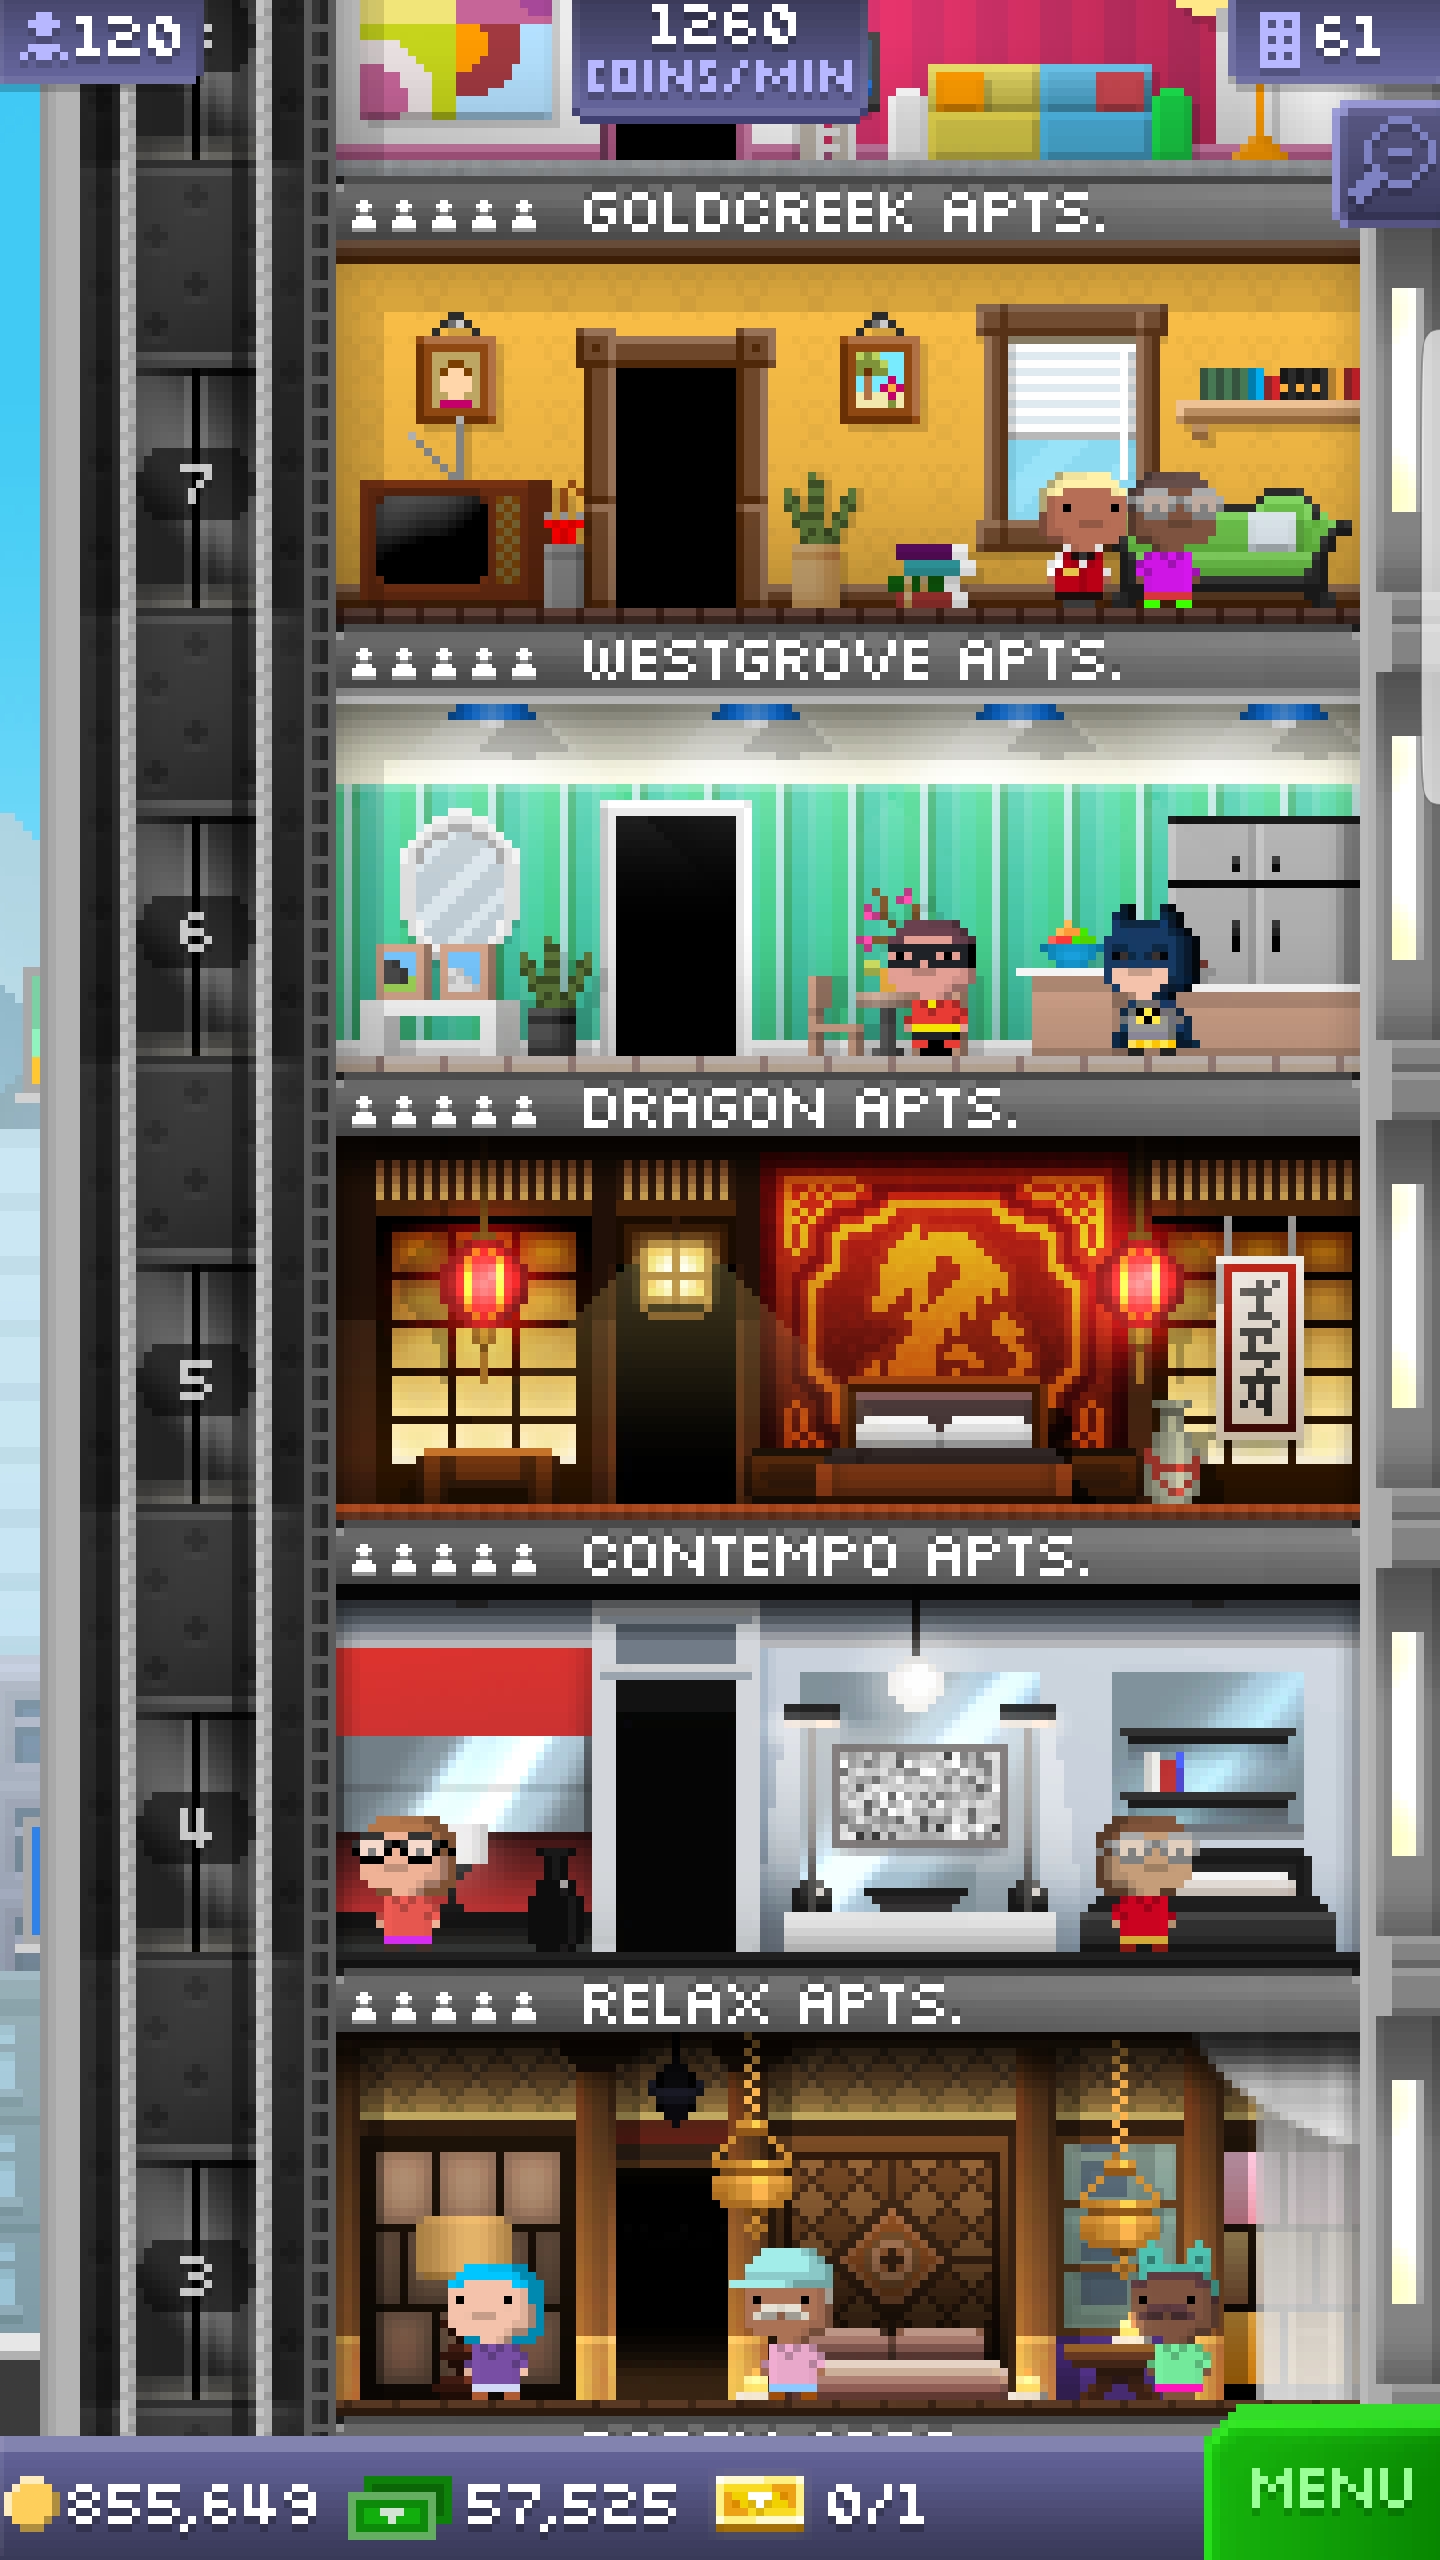 120
1260
COINS/MIN
61
GOLDCREEK APTS.
7
WESTGROVE APTS.
6
DRAGON APTS.
5
CONTEMPO APTS.
4
RELAX APTS.
3
855,649
57,525
0/1
MENU